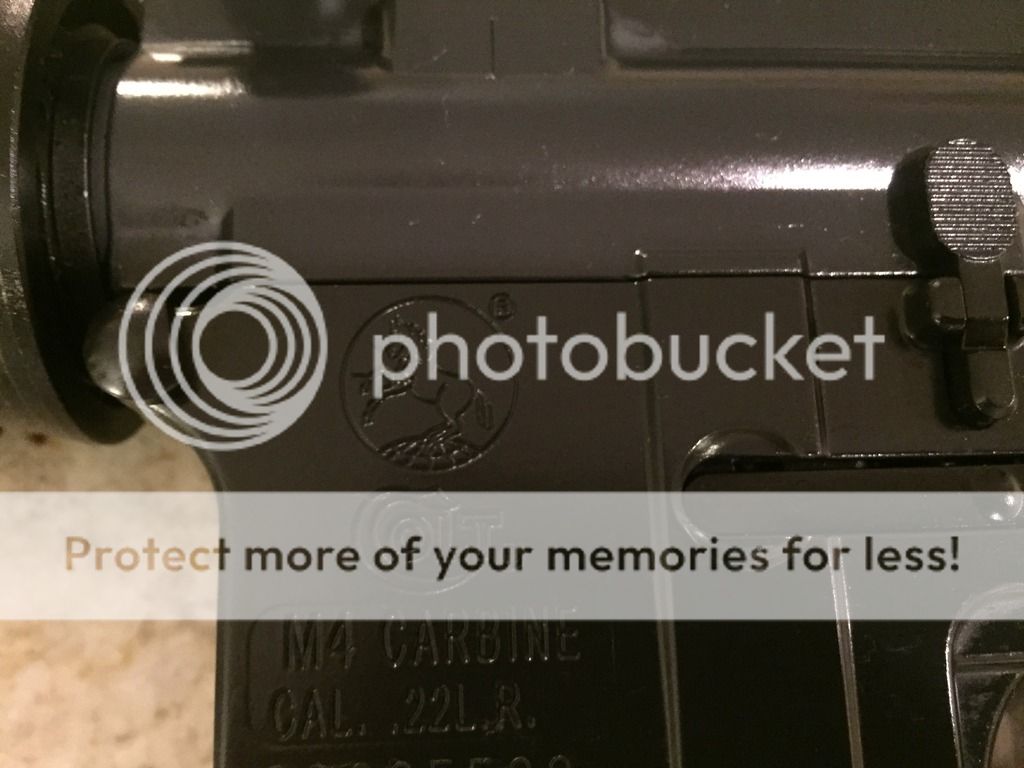 ®
photobucket
COLT
Protect more of your memories for less!
M4 CARBINE
CAL. .22L.R.